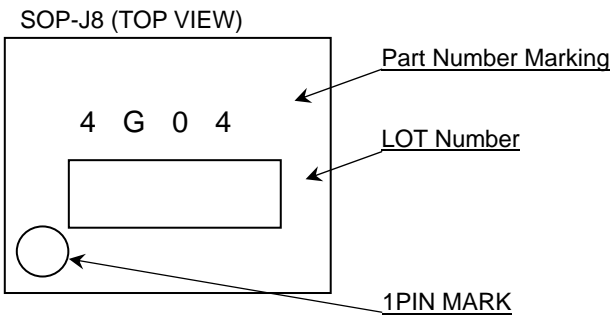 SOP-J8 (TOP VIEW)
Part Number Marking
4 G 0 4
LOT Number
1PIN MARK